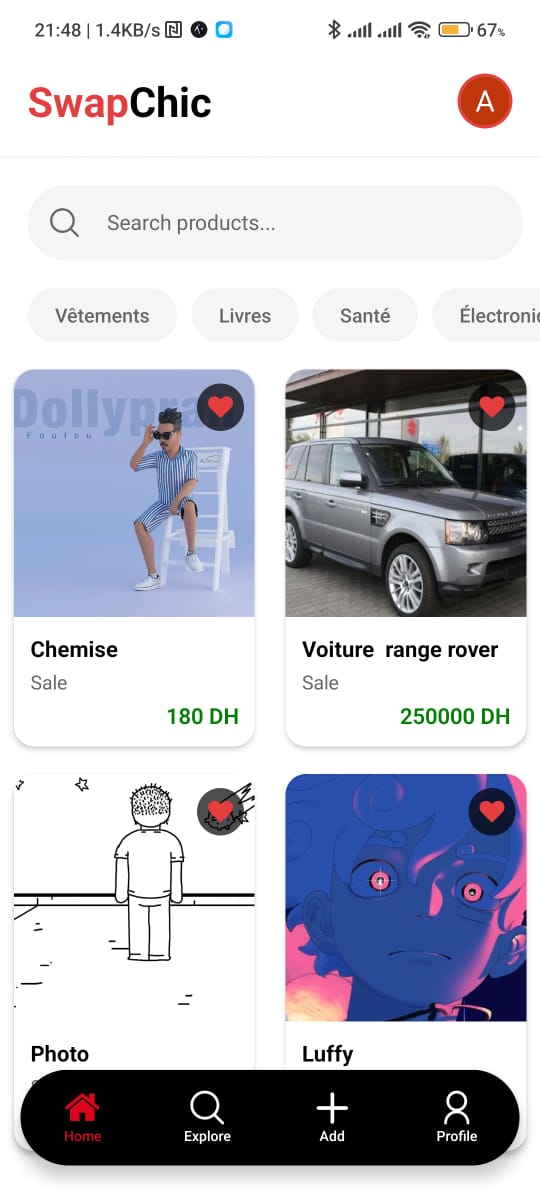 21:48 | 1.4KB/s
67%
SwapChic
A
Search products...
Vêtements
Livres
Santé
Dollypra
Foulou
Chemise
Sale
180 DH
Voiture range rover
Sale
250000 DH
Photo
Luffy
Home
Explore
Add
Profile